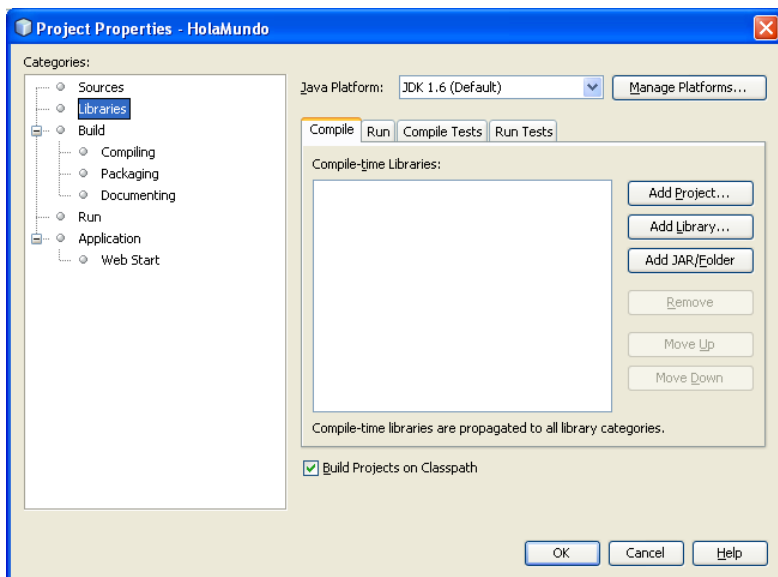 Project Properties - HolaMundo
Categories:
Sources
Libraries
Build
Compiling
Packaging
Documenting
Run
Application
Web Start
Java Platform: JDK 1.6 (Default) Manage Platforms...
Compile Run Compile Tests Run Tests
Compile-time Libraries:
Add Project...
Add Library...
Add JAR/Folder
Remove
Move Up
Move Down
Compile-time libraries are propagated to all library categories.
Build Projects on Classpath
OK Cancel Help